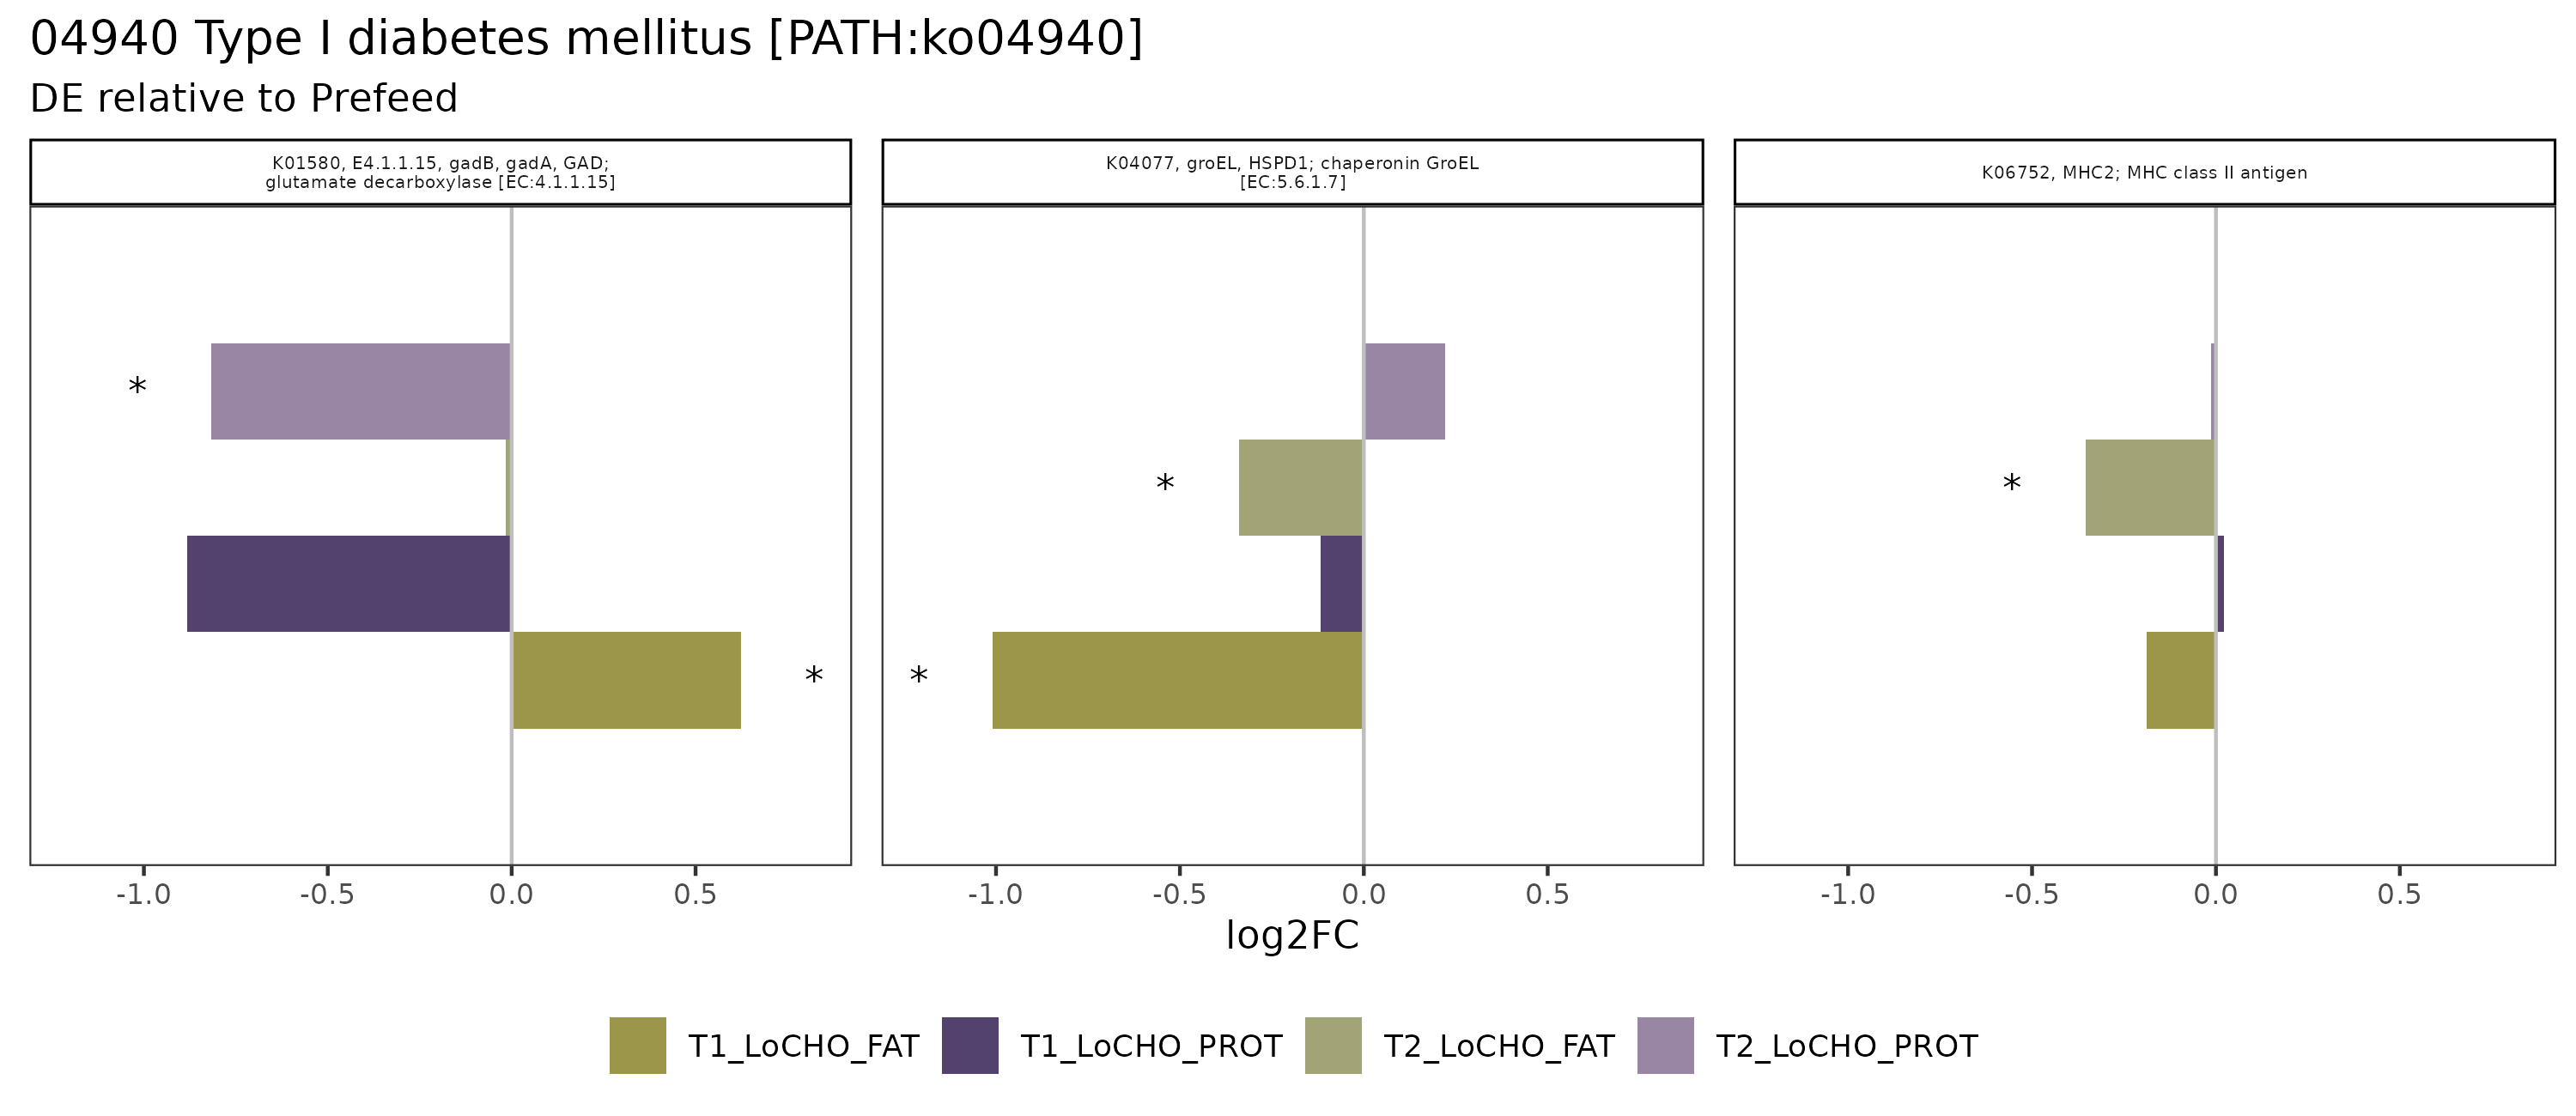 04940 Type I diabetes mellitus [PATH:ko04940]
DE relative to Prefeed
K01580, E4.1.1.15, gadB, gadA, GAD;
glutamate decarboxylase [EC:4.1.1.15]
K04077, groEL, HSPD1; chaperonin GroEL
[EC:5.6.1.7]
K06752, MHC2; MHC class II antigen
*
*
*
*
*
-1.0 -0.5 0.0 0.5
-1.0 -0.5 0.0 0.5
-1.0 -0.5 0.0 0.5
log2FC
T1_LoCHO_FAT T1_LoCHO_PROT T2_LoCHO_FAT T2_LoCHO_PROT